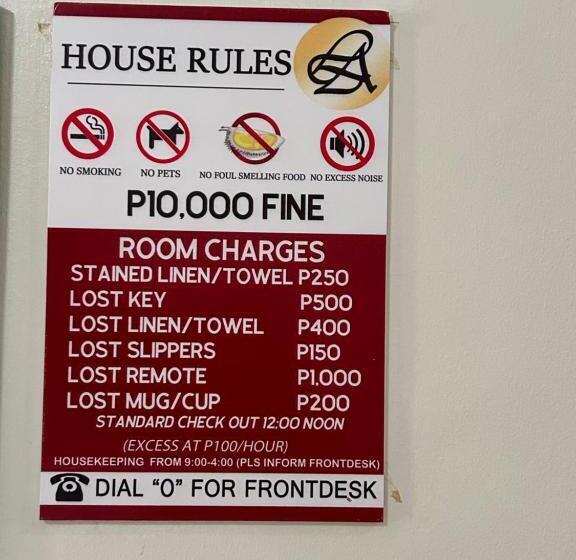 HOUSE RULES
NO SMOKING NO PETS NO FOUL SMELLING FOOD NO EXCESS NOISE
P10,000 FINE
ROOM CHARGES
STAINED LINEN/TOWEL P250
LOST KEY P500
LOST LINEN/TOWEL P400
LOST SLIPPERS P150
LOST REMOTE P1,000
LOST MUG/CUP P200
STANDARD CHECK OUT 12:00 NOON
(EXCESS AT P100/HOUR)
HOUSEKEEPING FROM 9:00-4:00 (PLS INFORM FRONTDESK)
DIAL "0" FOR FRONTDESK